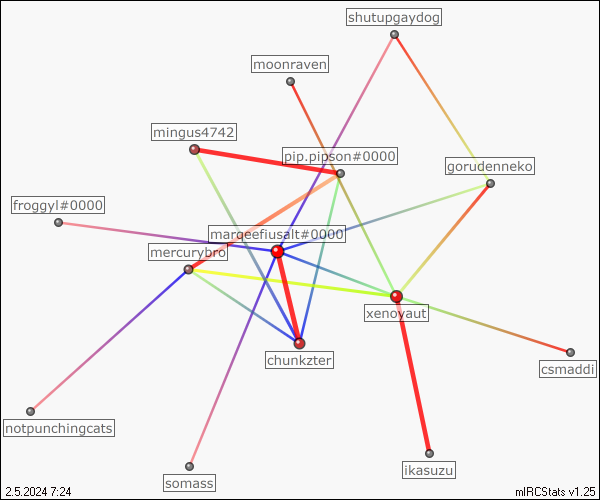 shutupgaydog
moonraven
mingus4742
pip.pipson#0000
gorudenneko
froggyl#0000
marqeefiusalt#0000
mercurybro
xenoyaut
chunkzter
csmaddi
notpunchingcats
ikasuzu
somass
2.5.2024 7:24
mIRCStats v1.25